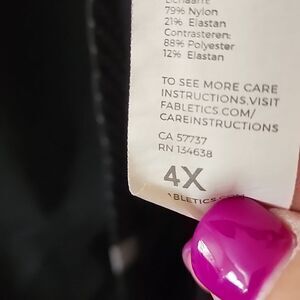 79% Nylon
21% Elastan
Contrasteren:
88% Polyester
12% Elastan
TO SEE MORE CARE
INSTRUCTIONS,VISIT
FABLETICS.COM/
CAREINSTRUCTIONS
CA 57737
RN 134638
4X